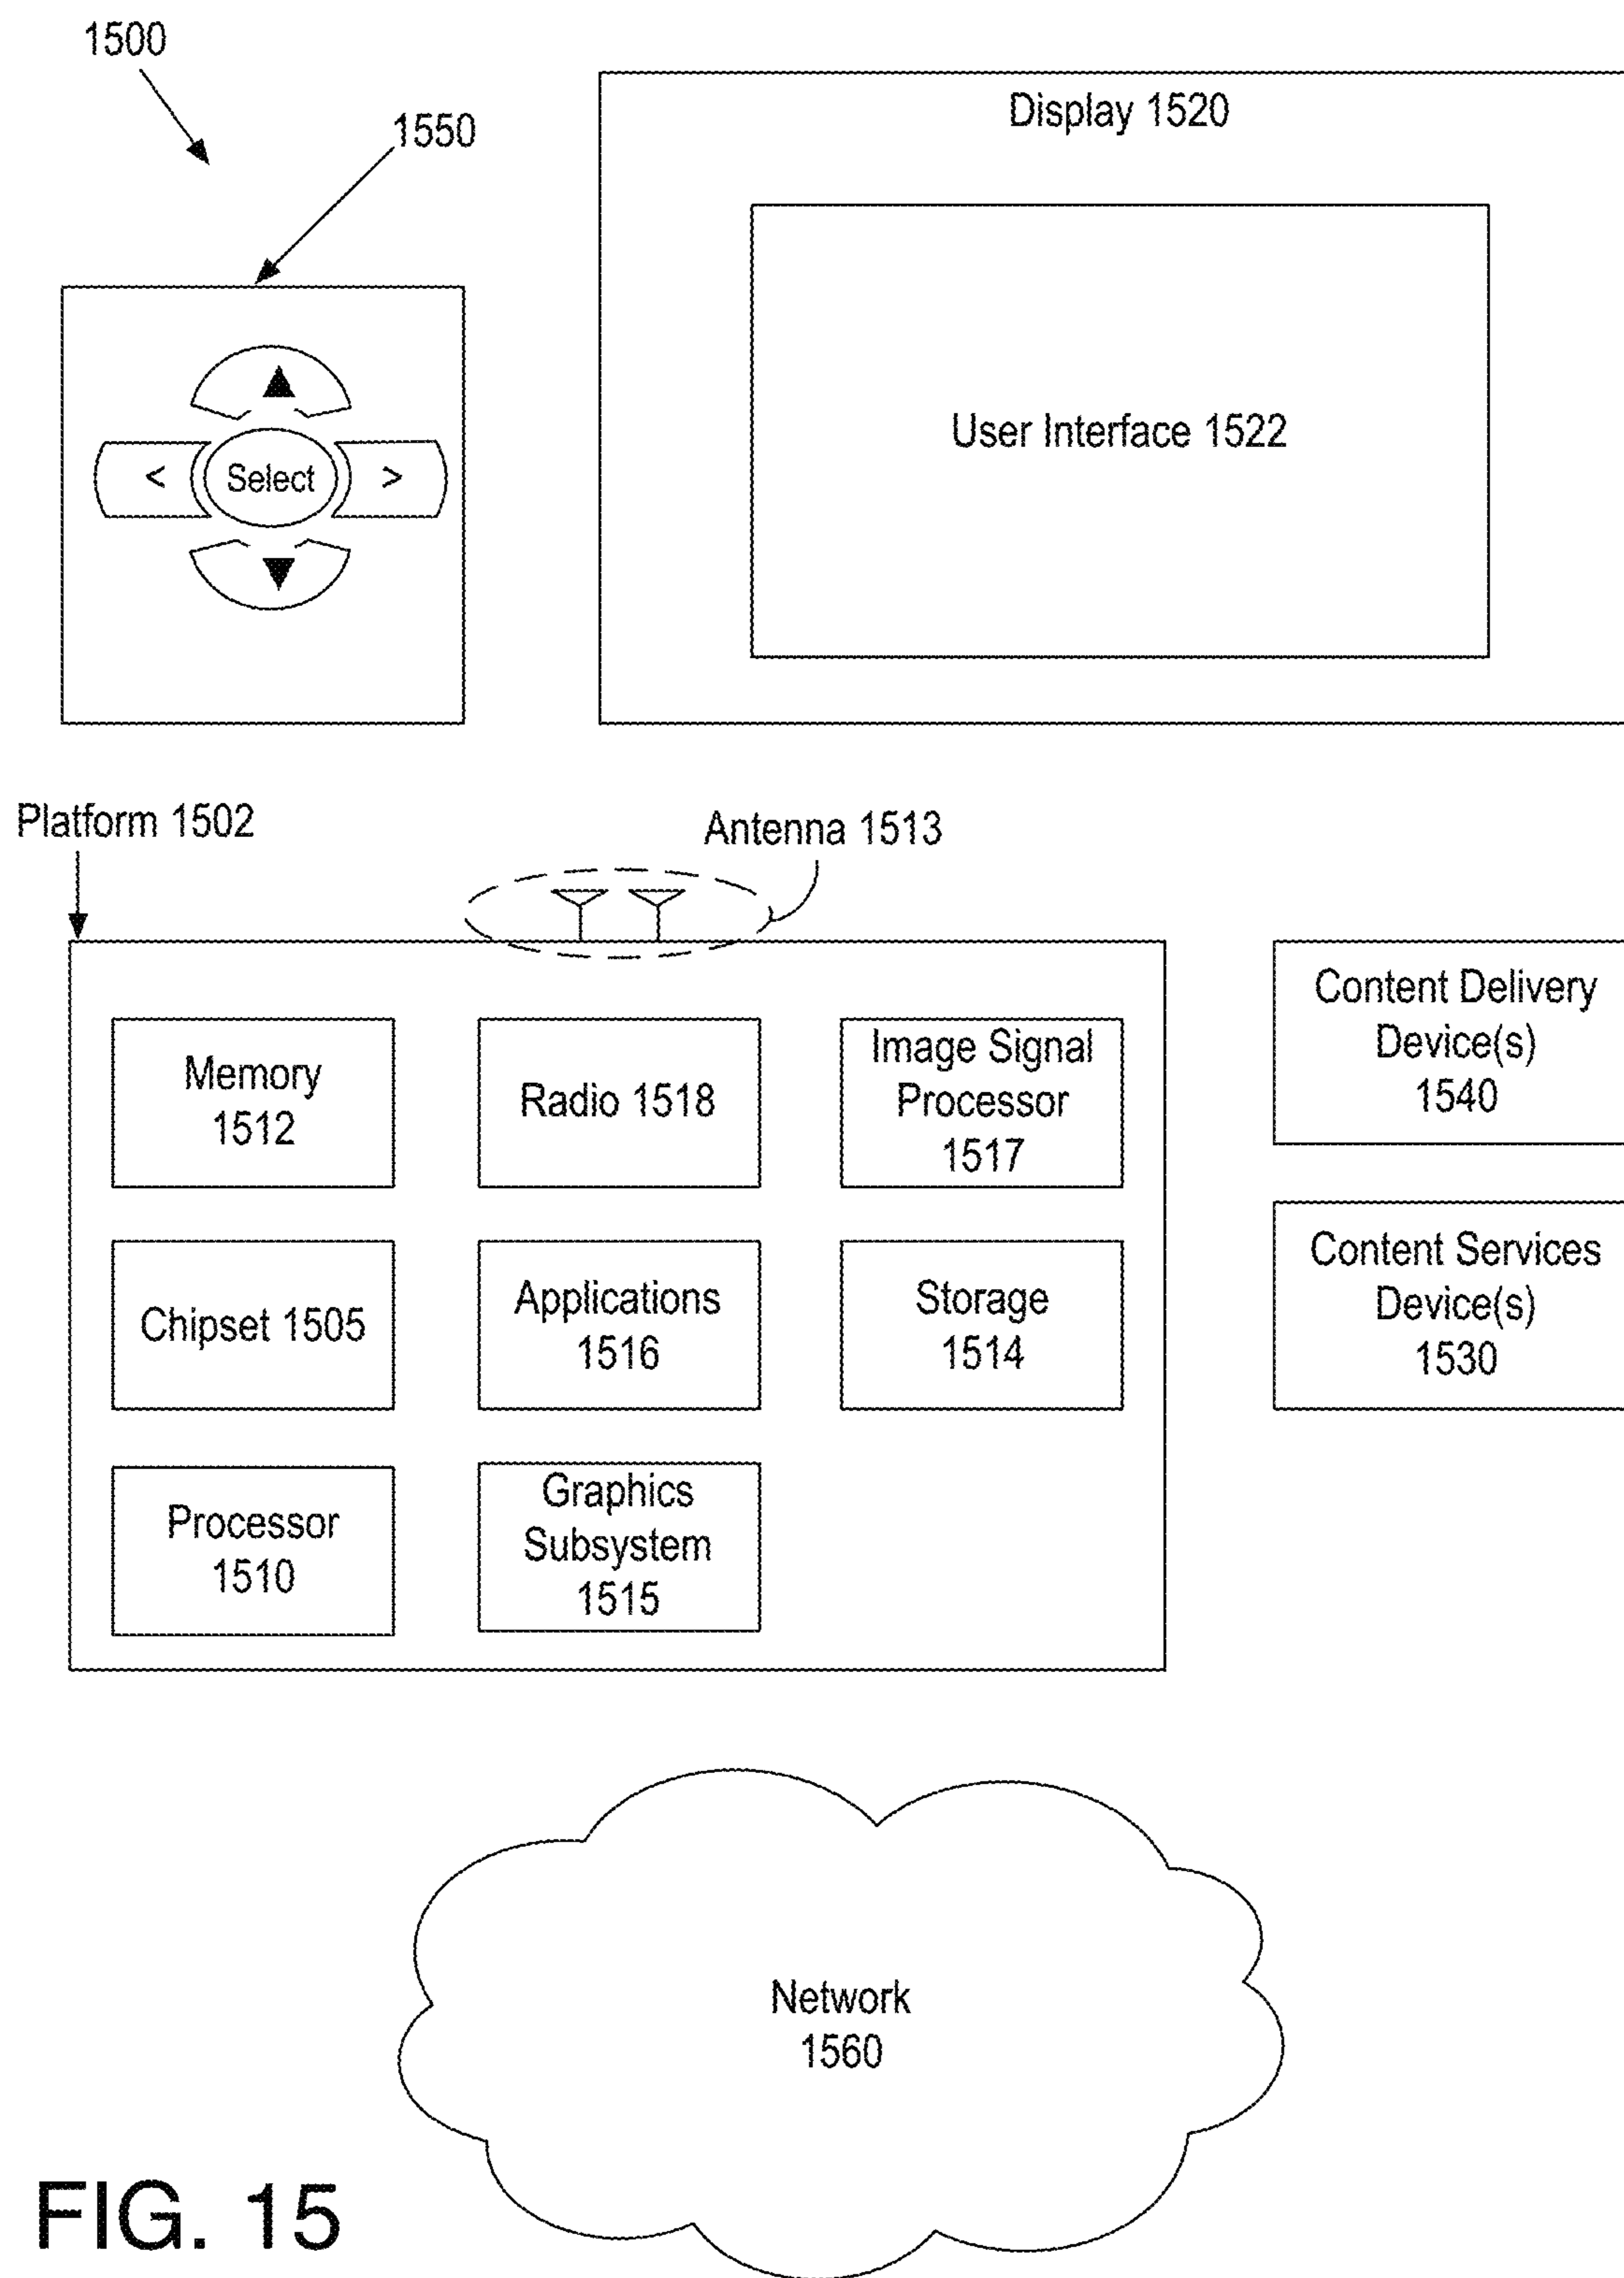 1500
1550
Display 1520
User Interface 1522
<
Select
>
Platform 1502
Antenna 1513
Memory
1512
Radio 1518
Image Signal
Processor
1517
Content Delivery
Device(s)
1540
Chipset 1505
Applications
1516
Storage
1514
Content Services
Device(s)
1530
Processor
1510
Graphics
Subsystem
1515
Network
1560
FIG. 15